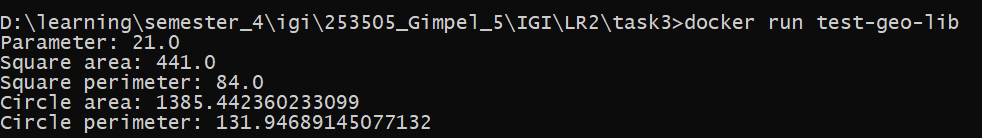 D:\learning\semester_4\igi\253505_Gimpel_5\IGI\LR2\task3>docker run test-geo-lib
Parameter: 21.0
Square area: 441.0
Square perimeter: 84.0
Circle area: 1385.442360233099
Circle perimeter: 131.94689145077132